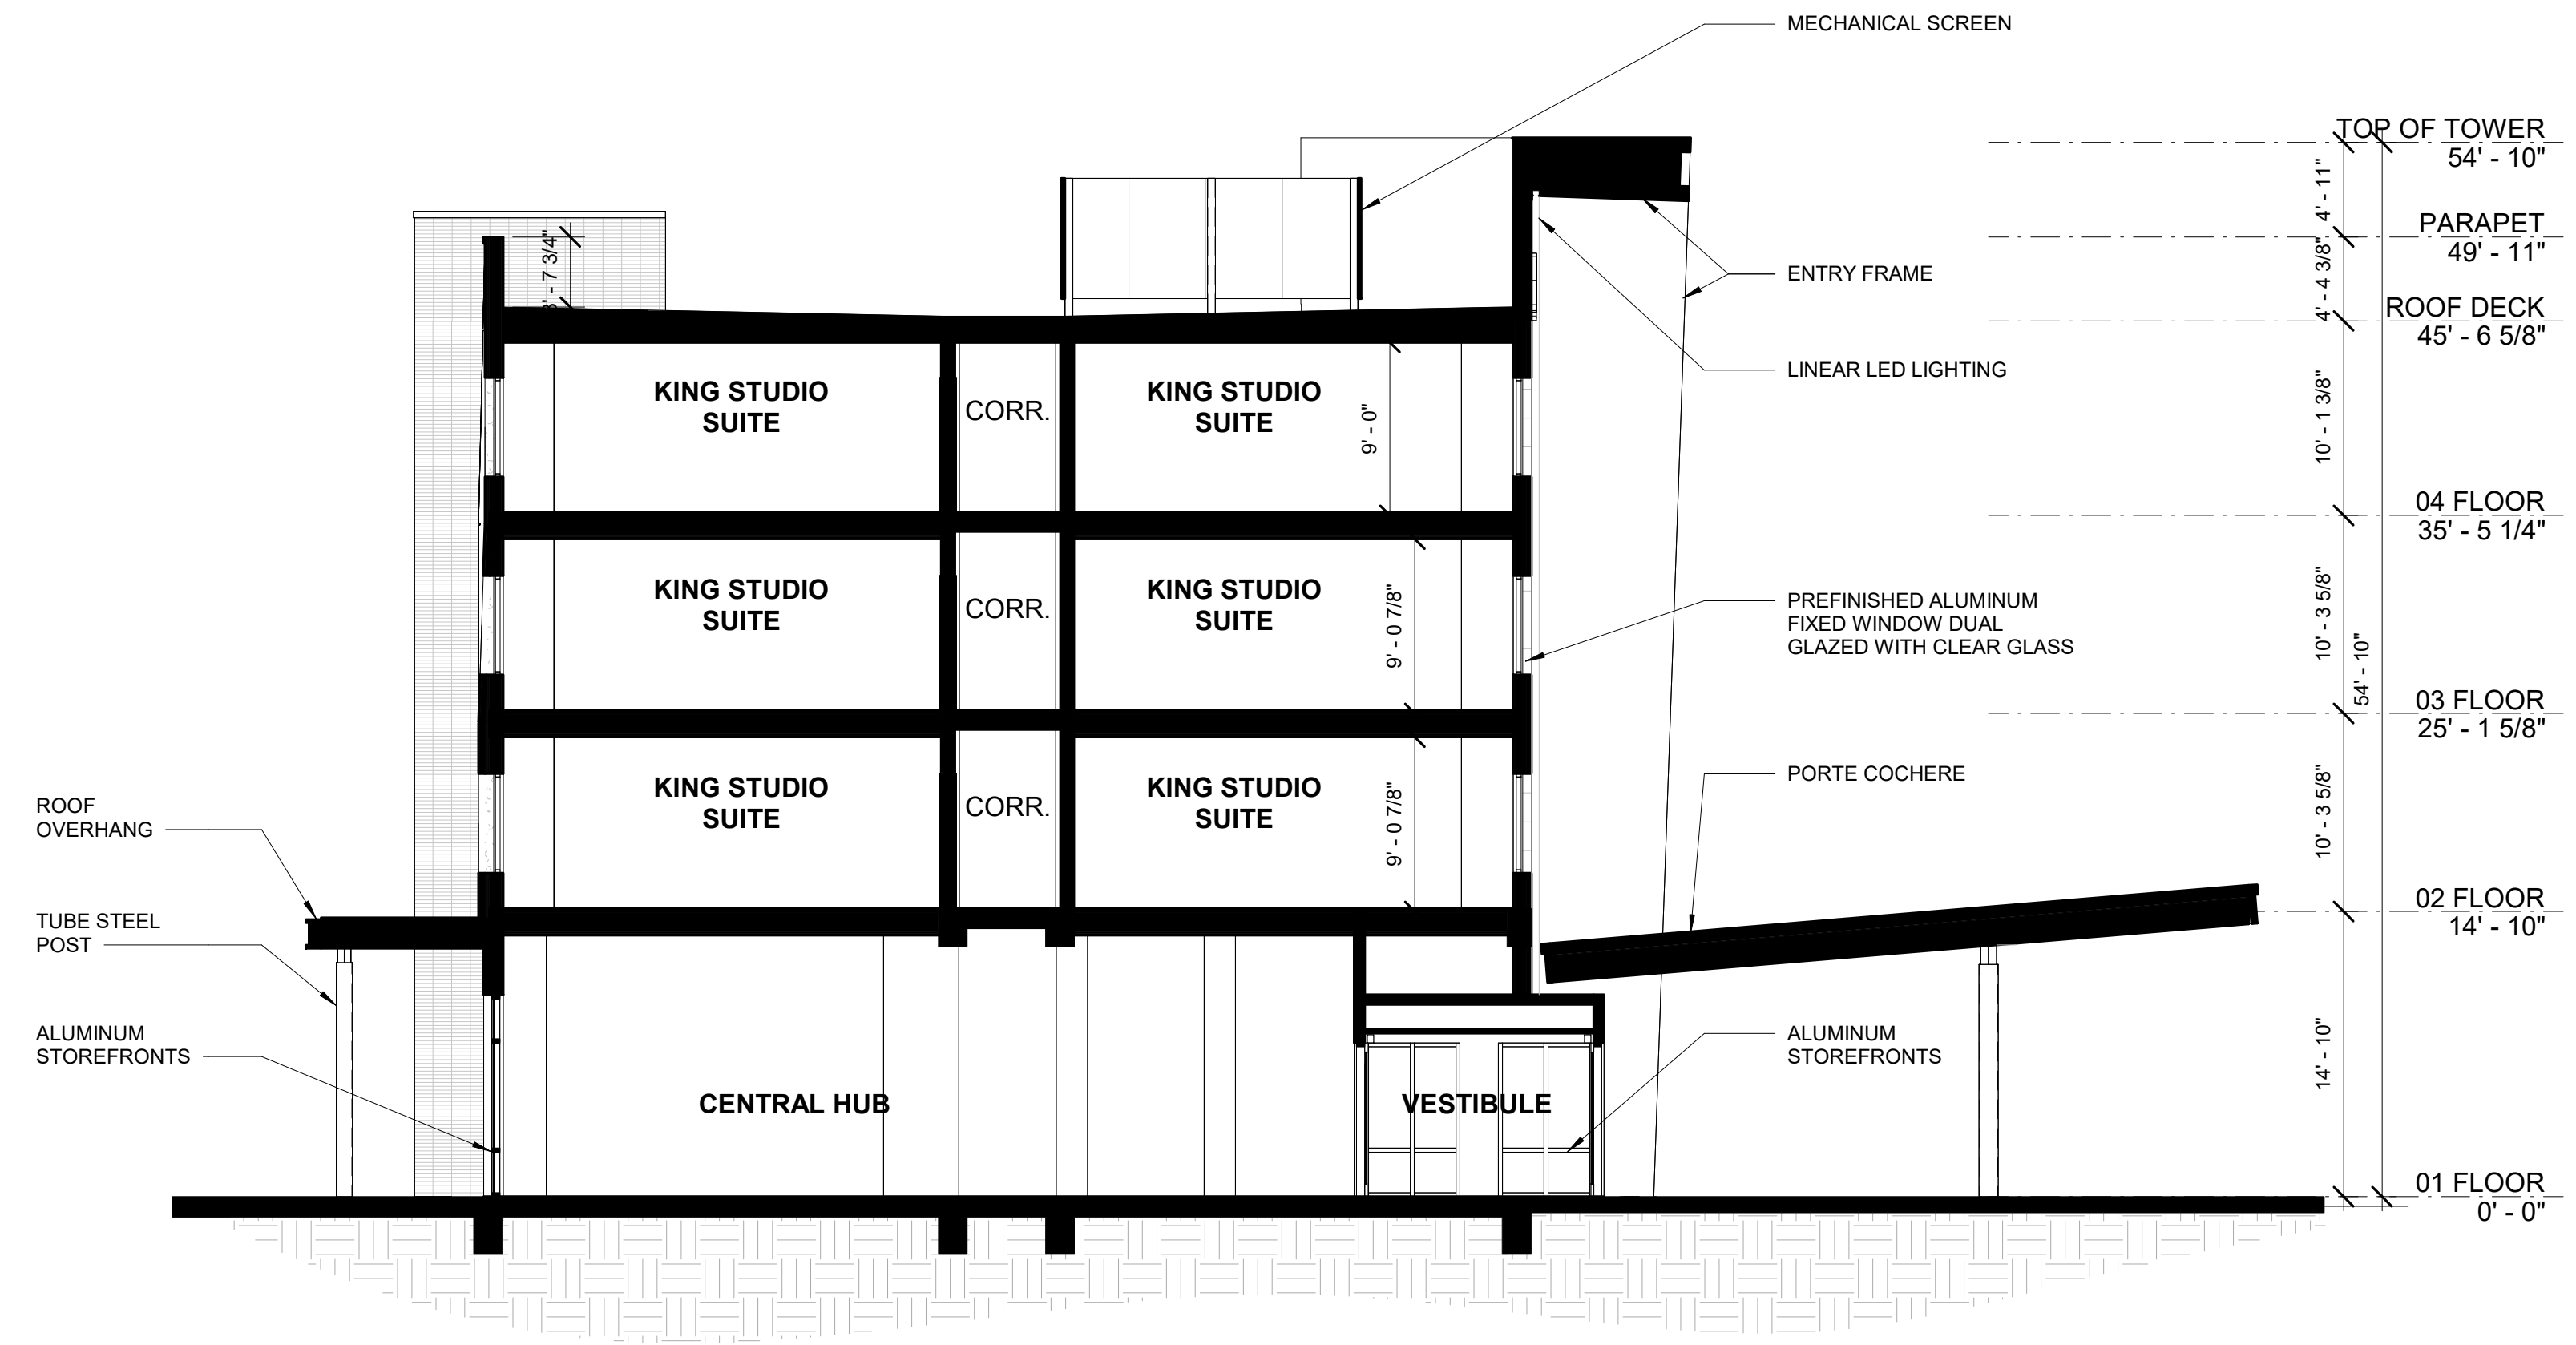 MECHANICAL SCREEN
TOP OF TOWER
54' - 10"
4' - 11"
PARAPET
49' - 11"
4' - 4 3/8"
ENTRY FRAME
ROOF DECK
45' - 6 5/8"
LINEAR LED LIGHTING
- 7 3/4"
KING STUDIO
SUITE
CORR.
KING STUDIO
SUITE
9' - 0"
10' - 1 3/8"
04 FLOOR
35' - 5 1/4"
KING STUDIO
SUITE
CORR.
KING STUDIO
SUITE
9' - 0 7/8"
PREFINISHED ALUMINUM
FIXED WINDOW DUAL
GLAZED WITH CLEAR GLASS
10' - 3 5/8"
54' - 10"
03 FLOOR
25' - 1 5/8"
KING STUDIO
SUITE
CORR.
KING STUDIO
SUITE
9' - 0 7/8"
PORTE COCHERE
10' - 3 5/8"
02 FLOOR
14' - 10"
ROOF
OVERHANG
TUBE STEEL
POST
ALUMINUM
STOREFRONTS
CENTRAL HUB
VESTIBULE
ALUMINUM
STOREFRONTS
14' - 10"
01 FLOOR
0' - 0"